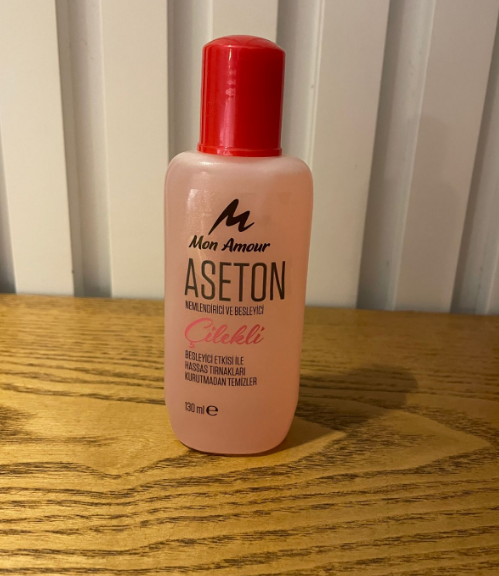 Mon Amour
ASETON
NEMLENDİRİCİ VE BESLEYİCİ
Çilekli
BESLEYİCİ ETKİSİ İLE
HASSAS TIRNAKLARI
KURUTMADAN TEMİZLER
130 ml e